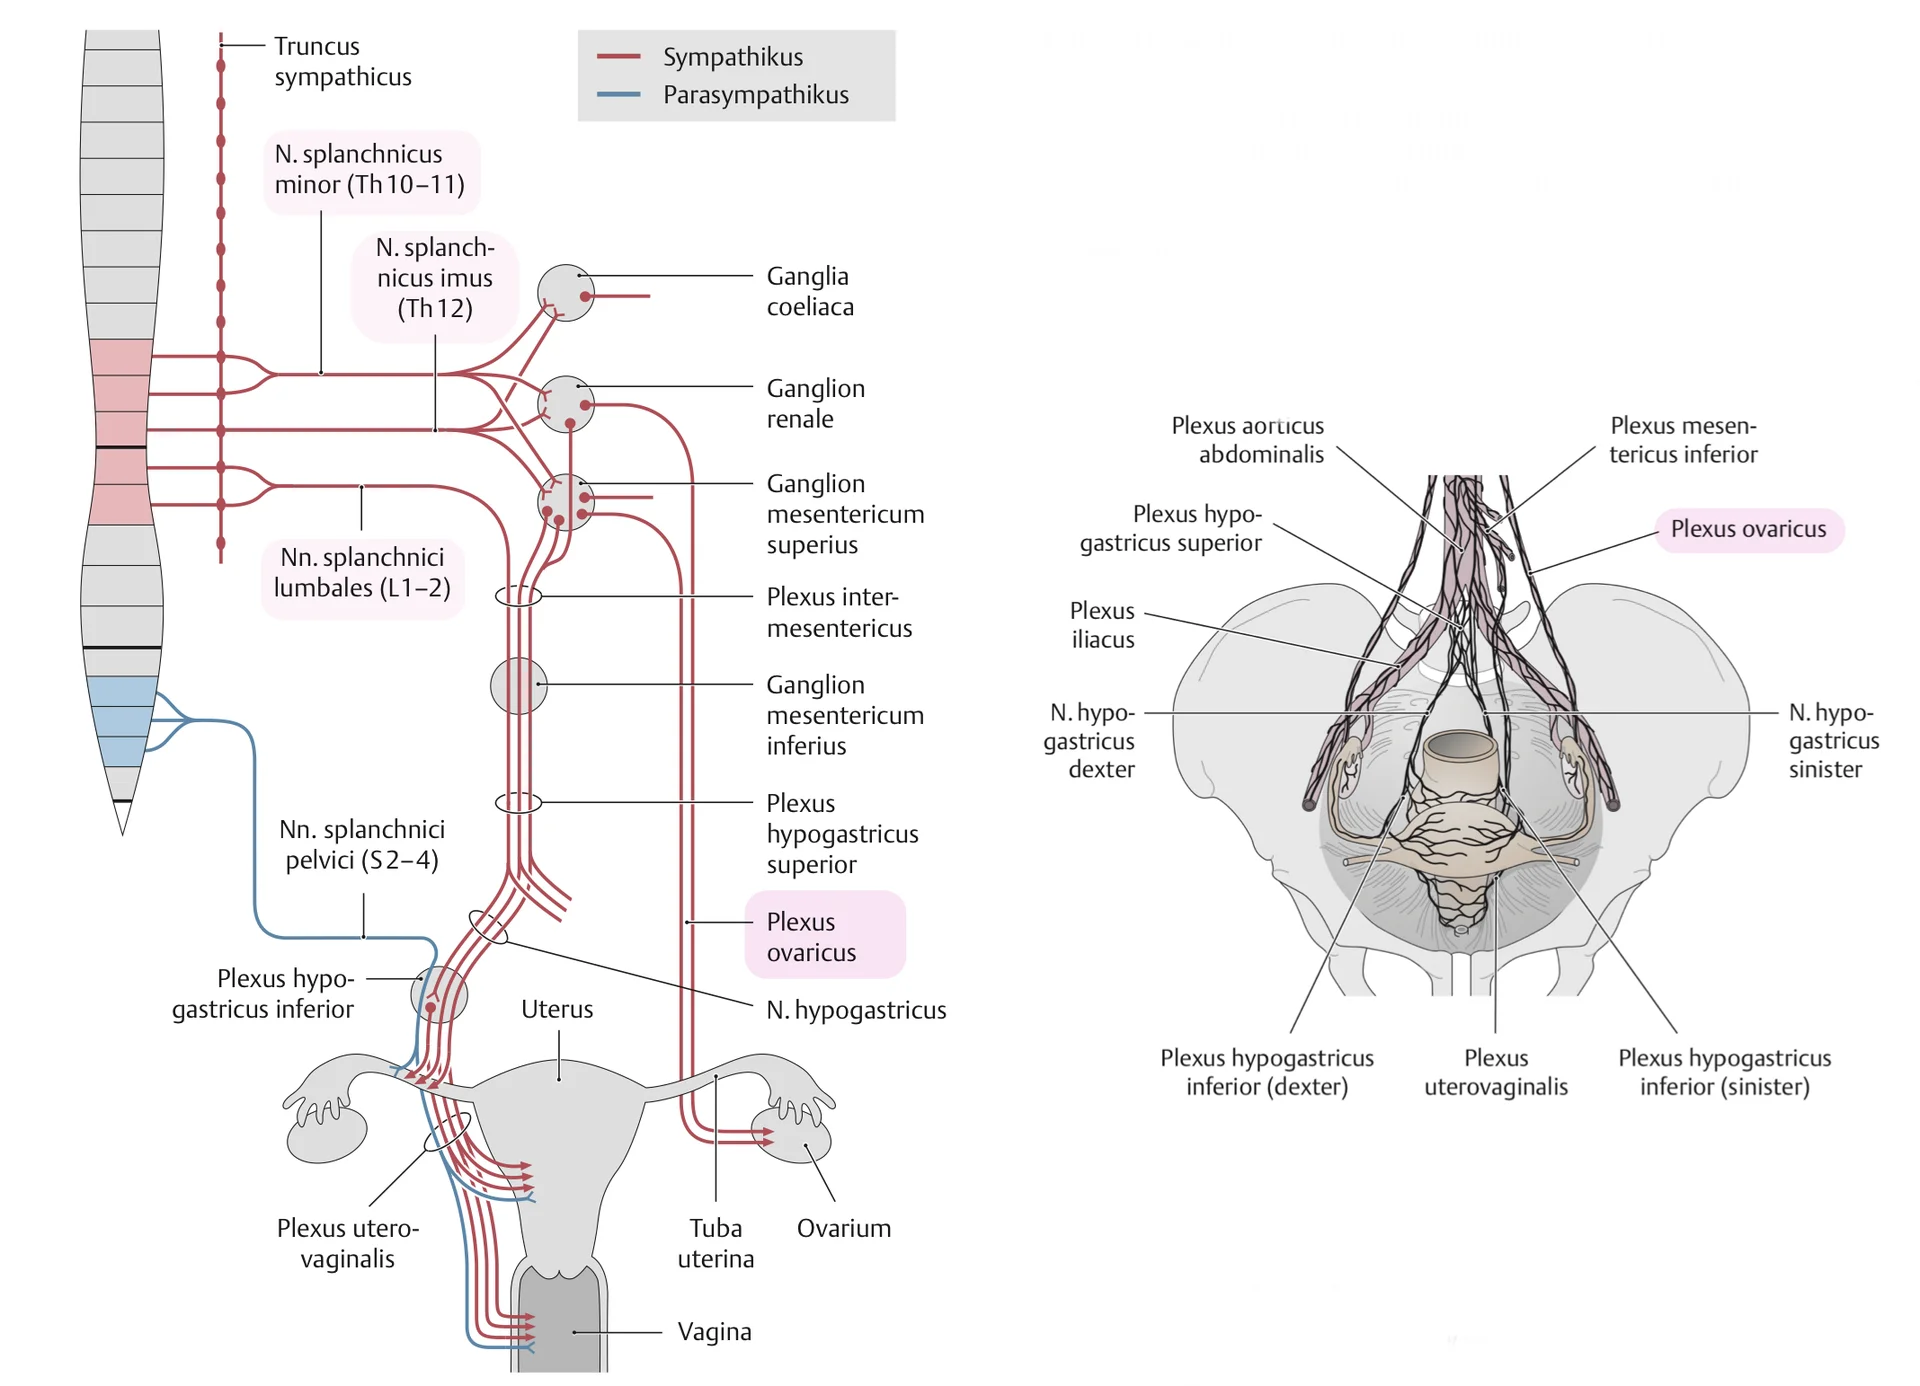 Truncus
sympathicus
Sympathikus
Parasympathikus
N. splanchnicus
minor (Th 10–11)
N. splanch-
nicus imus
(Th 12)
Ganglia
coeliaca
Ganglion
renale
Ganglion
mesentericum
superius
Nn. splanchnici
lumbales (L1–2)
Plexus inter-
mesentericus
Ganglion
mesentericum
inferius
Plexus
hypogastricus
superior
Nn. splanchnici
pelvici (S 2–4)
Plexus
ovaricus
Plexus hypo-
gastricus inferior
N. hypogastricus
Uterus
Plexus utero-
vaginalis
Tuba
uterina
Ovarium
Vagina
Plexus aorticus
abdominalis
Plexus mesen-
tericus inferior
Plexus hypo-
gastricus superior
Plexus ovaricus
Plexus
iliacus
N. hypo-
gastricus
dexter
N. hypo-
gastricus
sinister
Plexus hypogastricus
inferior (dexter)
Plexus
uterovaginalis
Plexus hypogastricus
inferior (sinister)